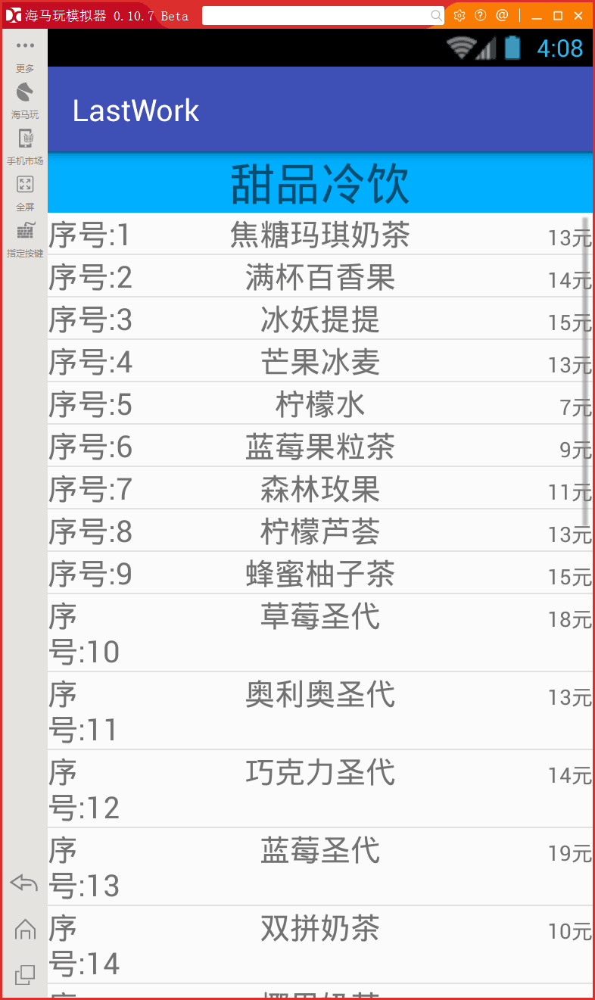 海马玩模拟器 0.10.7 Beta
更多
海马玩
手机市场
全屏
指定按键
4:08
LastWork
甜品冷饮
序号:1 焦糖玛琪奶茶 13元
序号:2 满杯百香果 14元
序号:3 冰妖提提 15元
序号:4 芒果冰麦 13元
序号:5 柠檬水 7元
序号:6 蓝莓果粒茶 9元
序号:7 森林玫果 11元
序号:8 柠檬芦荟 13元
序号:9 蜂蜜柚子茶 15元
序 草莓圣代 18元
号:10
序 奥利奥圣代 13元
号:11
序 巧克力圣代 14元
号:12
序 蓝莓圣代 19元
号:13
序 双拼奶茶 10元
号:14